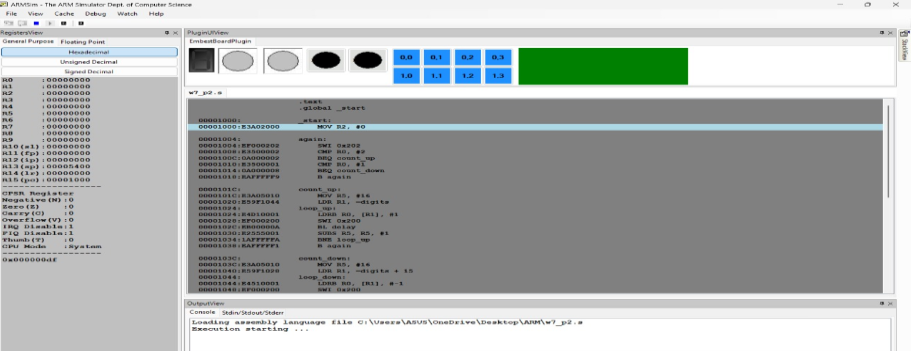 ARMSim - The ARM Simulator Dept. of Computer Science
File View Cache Debug Watch Help
RegistersView
General Purpose Floating Point
Hexadecimal
Unsigned Decimal
Signed Decimal
R0 :00000000
R1 :00000000
R2 :00000000
R3 :00000000
R4 :00000000
R5 :00000000
R6 :00000000
R7 :00000000
R8 :00000000
R9 :00000000
R10(sl):00000000
R11(fp):00000000
R12(ip):00000000
R13(sp):00005400
R14(lr):00000000
R15(pc):00001000
CPSR Register
Negative(N):0
Zero(Z) :0
Carry(C) :0
Overflow(V):0
IRQ Disable:1
FIQ Disable:1
Thumb(T) :0
CPU Mode :System
0x000000df
PluginUIView
EmbestBoardPlugin
0,0 0,1 0,2 0,3
1,0 1,1 1,2 1,3
StackView
w7_p2.s
.text
.global _start
00001000: _start:
00001000:E3A02000 MOV R2, #0
00001004: again:
00001004:EF000202 SWI 0x202
00001008:E3500002 CMP R0, #2
0000100C:0A000002 BEQ count_up
00001010:E3500001 CMP R0, #1
00001014:0A000008 BEQ count_down
00001018:EAFFFFF9 B again
0000101C: count_up:
0000101C:E3A05010 MOV R5, #16
00001020:E59F1044 LDR R1, =digits
00001024: loop_up:
00001024:E4D10001 LDRB R0, [R1], #1
00001028:EF000200 SWI 0x200
0000102C:EB00000A BL delay
00001030:E2555001 SUBS R5, R5, #1
00001034:1AFFFFFA BNE loop_up
00001038:EAFFFFF1 B again
0000103C: count_down:
0000103C:E3A05010 MOV R5, #16
00001040:E59F1028 LDR R1, =digits + 15
00001044: loop_down:
00001044:E4510001 LDRB R0, [R1], #-1
00001048:EF000200 SWI 0x200
OutputView
Console Stdin/Stdout/Stderr
Loading assembly language file C:\Users\ASUS\OneDrive\Desktop\ARM\w7_p2.s
Execution starting ...